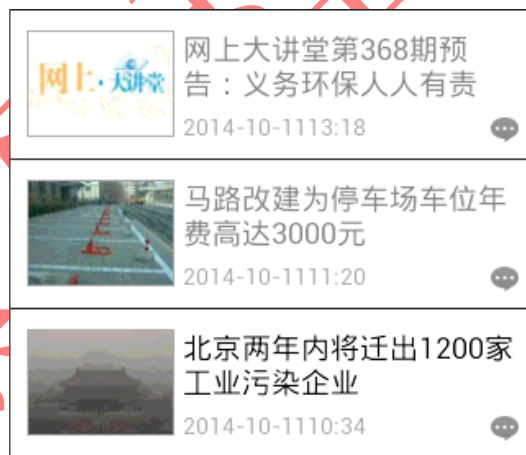 网上·大讲堂
网上大讲堂第368期预
告：义务环保人人有责
2014-10-1113:18
马路改建为停车场车位年
费高达3000元
2014-10-1111:20
北京两年内将迁出1200家
工业污染企业
2014-10-1110:34